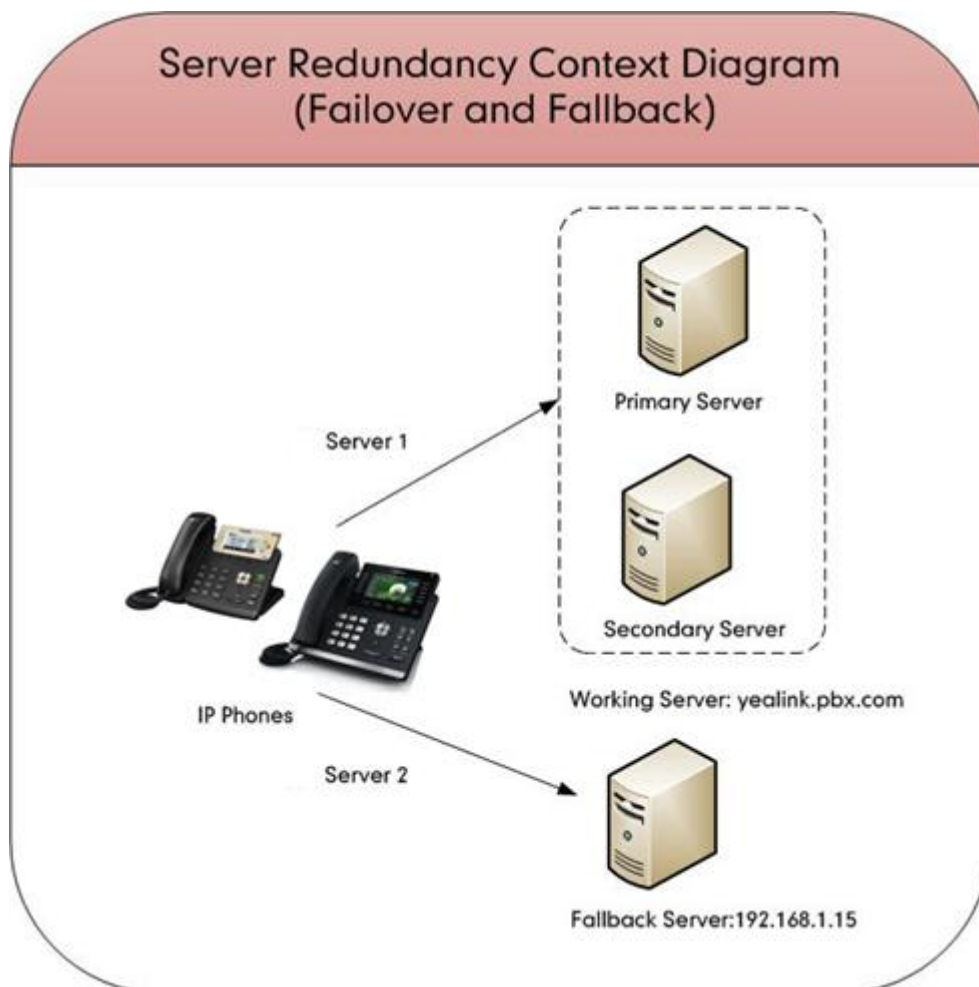 Server Redundancy Context Diagram
(Failover and Fallback)
Primary Server
Server 1
Secondary Server
IP Phones
Working Server: yealink.pbx.com
Server 2
Fallback Server:192.168.1.15